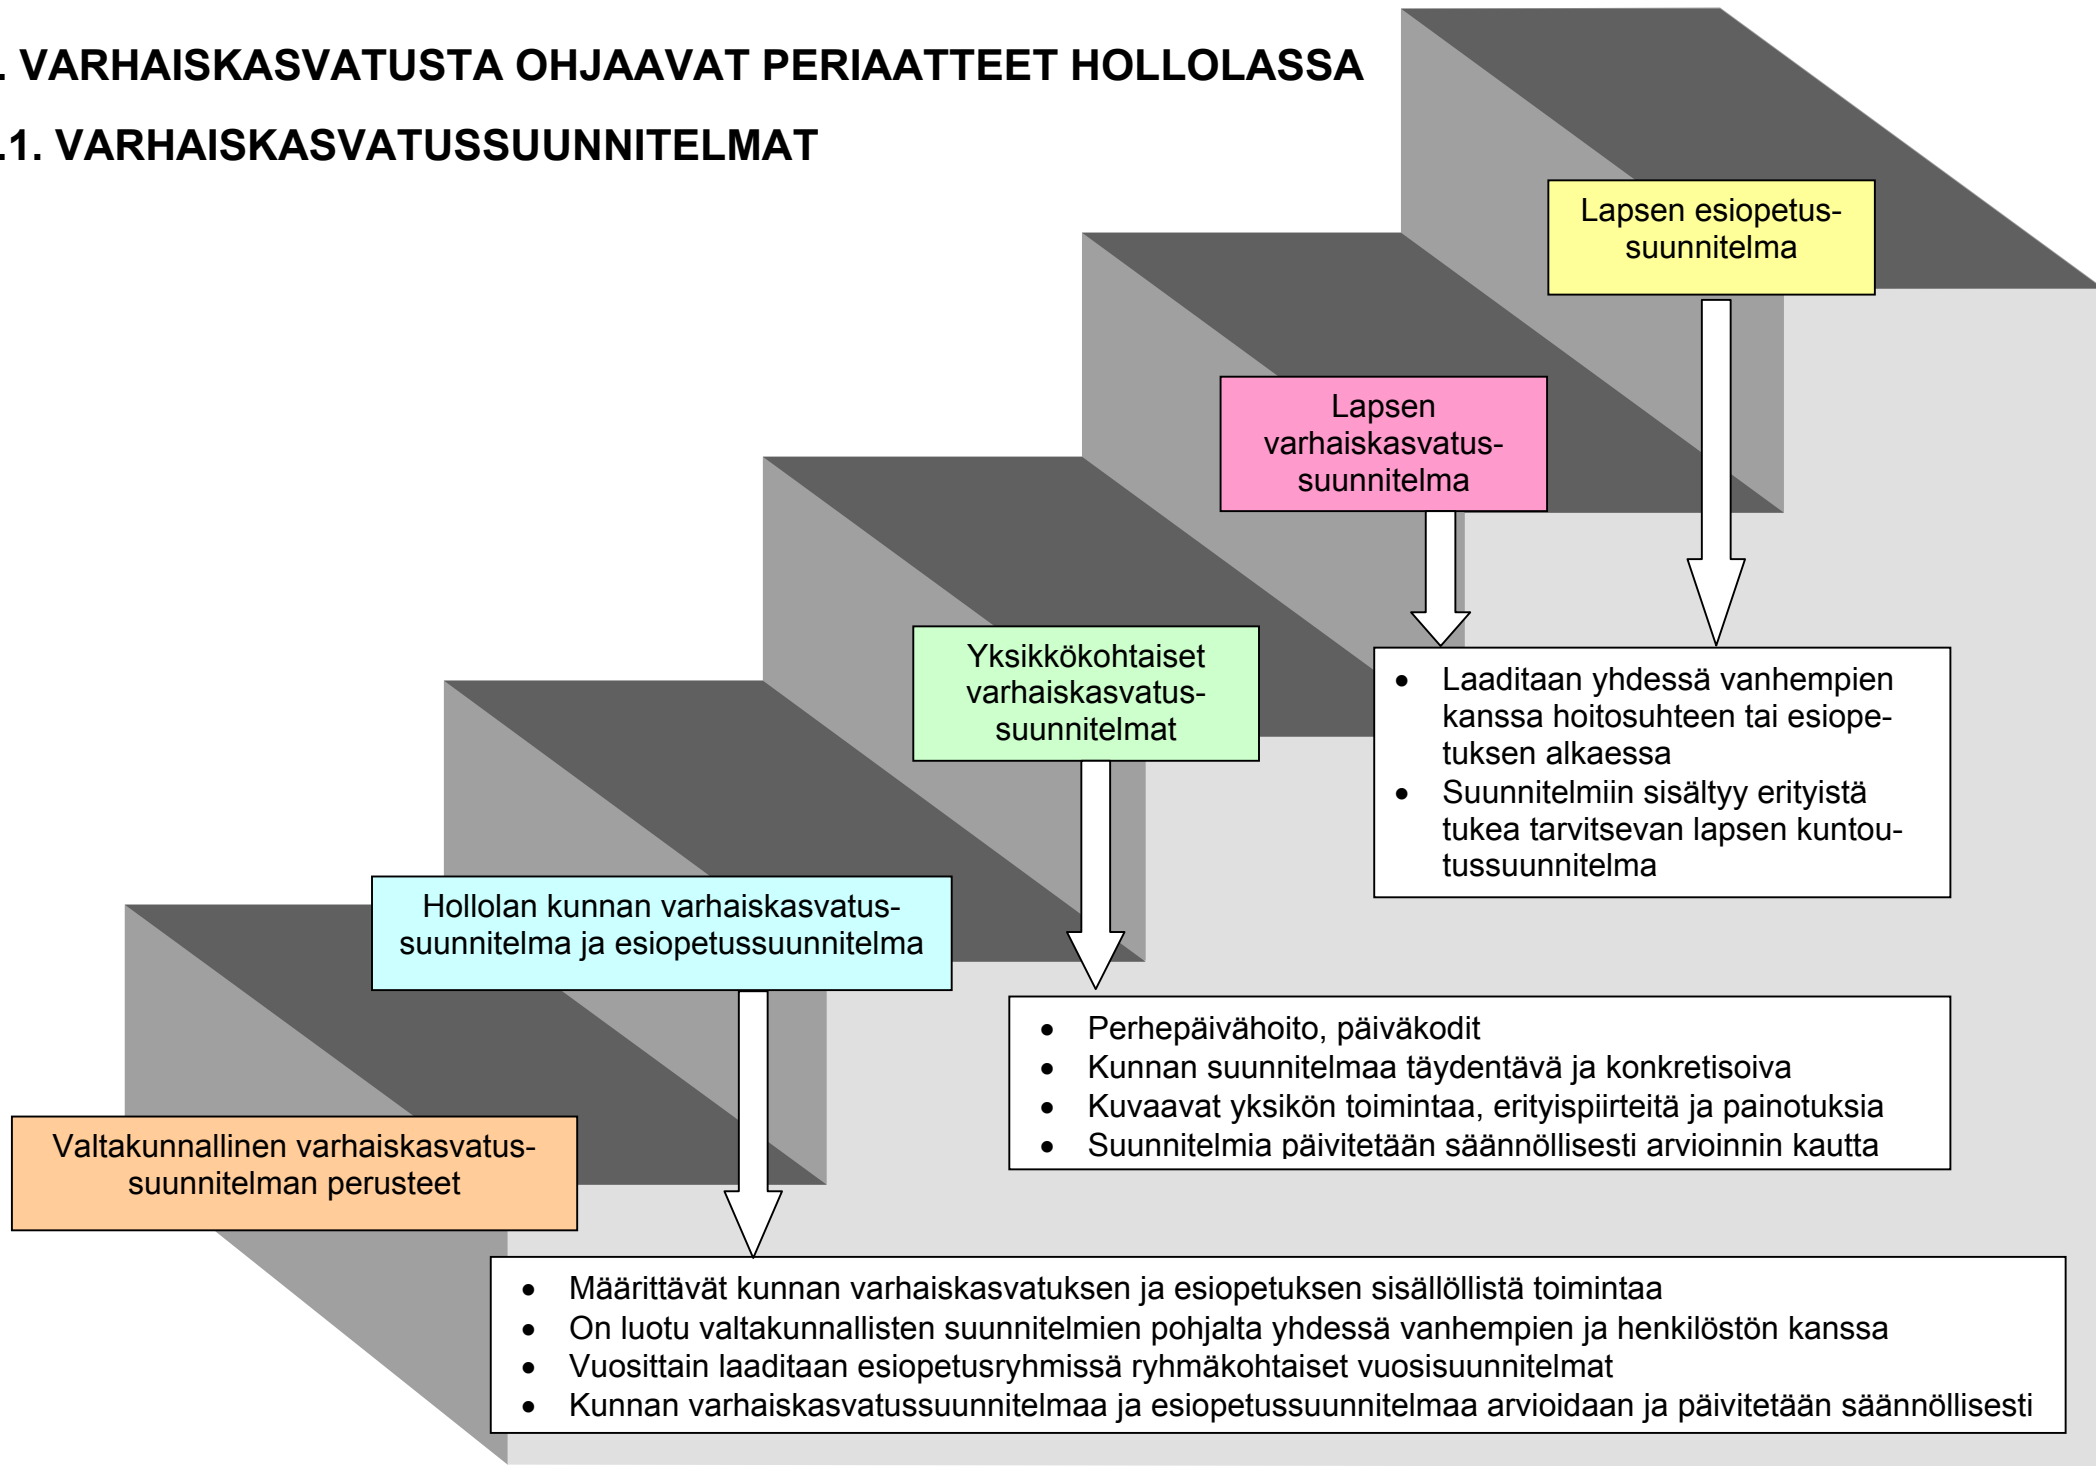 . VARHAISKASVATUSTA OHJAAVAT PERIAATTEET HOLLOLASSA
.1. VARHAISKASVATUSSUUNNITELMAT
Lapsen esiopetus-
suunnitelma
Lapsen
varhaiskasvatus-
suunnitelma
Yksikkökohtaiset
varhaiskasvatus-
suunnitelmat
• Laaditaan yhdessä vanhempien
kanssa hoitosuhteen tai esiope-
tuksen alkaessa
• Suunnitelmiin sisältyy erityistä
tukea tarvitsevan lapsen kuntou-
tussuunnitelma
Hollolan kunnan varhaiskasvatus-
suunnitelma ja esiopetussuunnitelma
• Perhepäivähoito, päiväkodit
• Kunnan suunnitelmaa täydentävä ja konkretisoiva
• Kuvaavat yksikön toimintaa, erityispiirteitä ja painotuksia
• Suunnitelmia päivitetään säännöllisesti arvioinnin kautta
Valtakunnallinen varhaiskasvatus-
suunnitelman perusteet
• Määrittävät kunnan varhaiskasvatuksen ja esiopetuksen sisällöllistä toimintaa
• On luotu valtakunnallisten suunnitelmien pohjalta yhdessä vanhempien ja henkilöstön kanssa
• Vuosittain laaditaan esiopetusryhmissä ryhmäkohtaiset vuosisuunnitelmat
• Kunnan varhaiskasvatussuunnitelmaa ja esiopetussuunnitelmaa arvioidaan ja päivitetään säännöllisesti